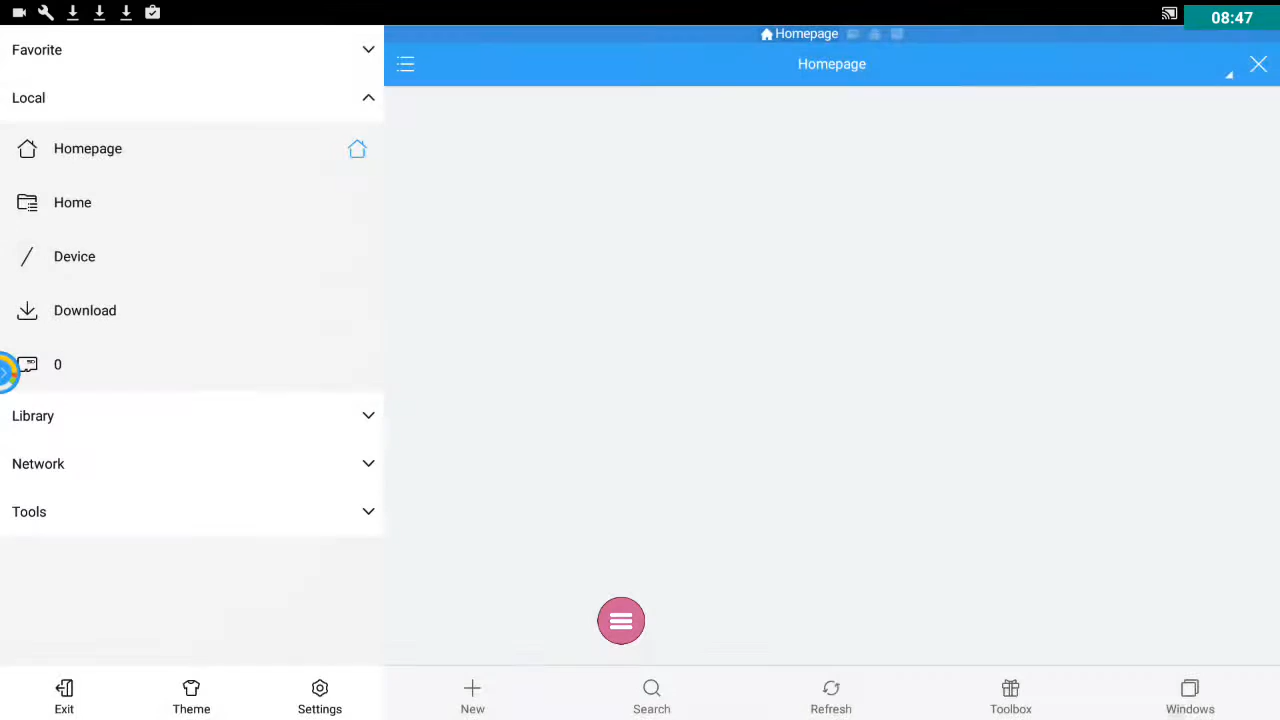 08:47
Favorite
Local
Homepage
Home
Device
Download
0
Library
Network
Tools
Exit
Theme
Settings
Homepage
Homepage
New
Search
Refresh
Toolbox
Windows